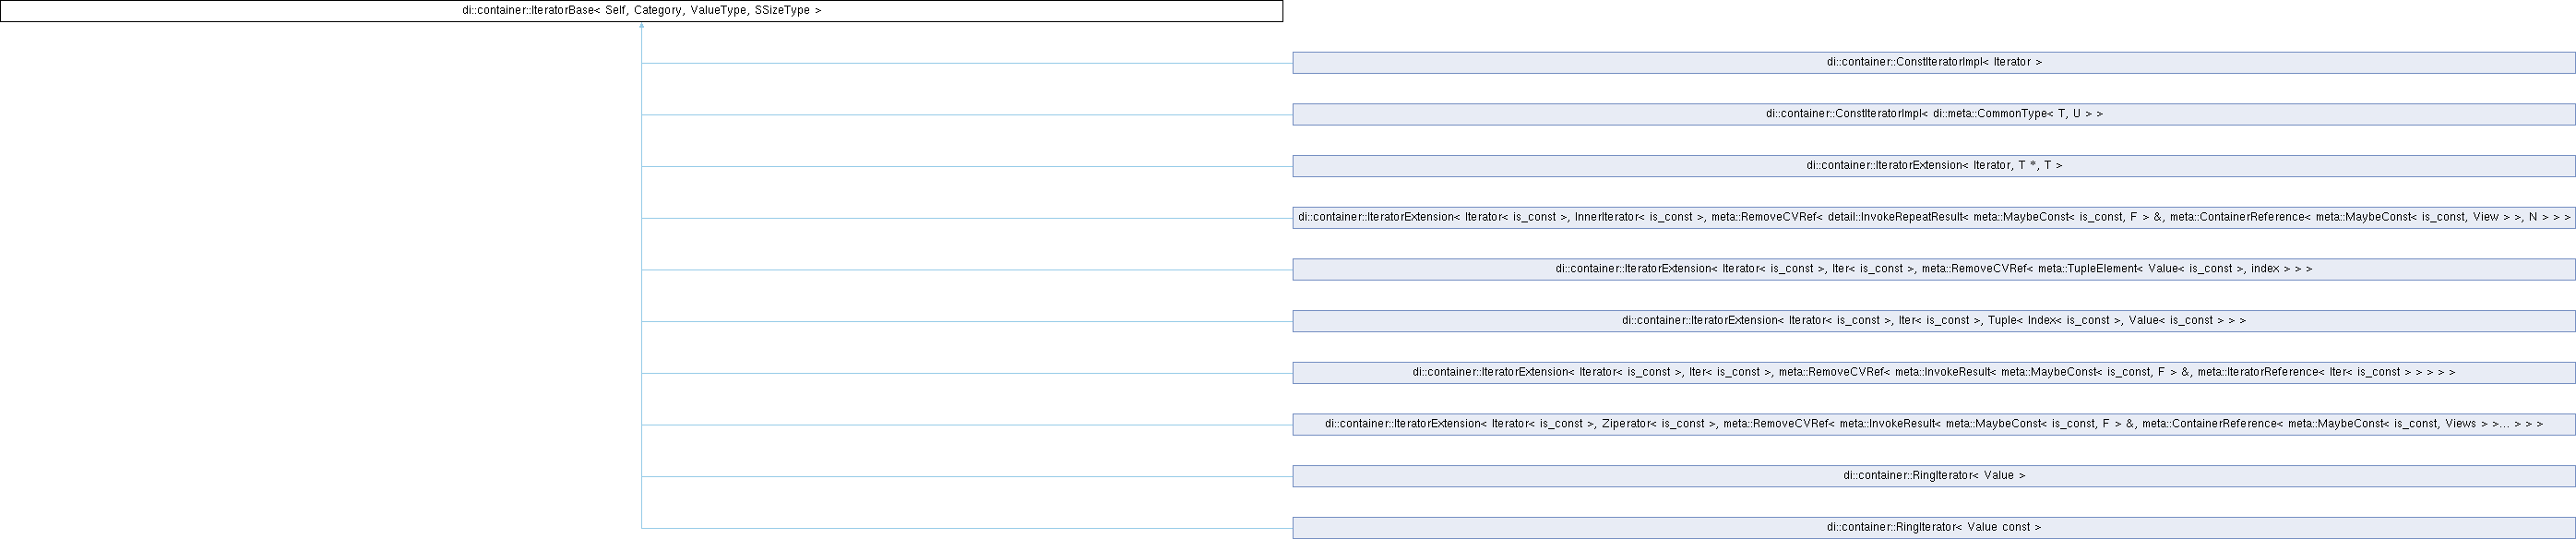 di::container::IteratorBase< Self, Category, ValueType, SSizeType >
di::container::ConstIteratorImpl< Iterator >
di::container::ConstIteratorImpl< di::meta::CommonType< T, U > >
di::container::IteratorExtension< Iterator, T *, T >
di::container::IteratorExtension< Iterator< is_const >, InnerIterator< is_const >, meta::RemoveCVRef< detail::InvokeRepeatResult< meta::MaybeConst< is_const, F > &, meta::ContainerReference< meta::MaybeConst< is_const, View > >, N > > >
di::container::IteratorExtension< Iterator< is_const >, Iter< is_const >, meta::RemoveCVRef< meta::TupleElement< Value< is_const >, index > > >
di::container::IteratorExtension< Iterator< is_const >, Iter< is_const >, Tuple< Index< is_const >, Value< is_const > > >
di::container::IteratorExtension< Iterator< is_const >, Iter< is_const >, meta::RemoveCVRef< meta::InvokeResult< meta::MaybeConst< is_const, F > &, meta::IteratorReference< Iter< is_const > > > > >
di::container::IteratorExtension< Iterator< is_const >, Ziperator< is_const >, meta::RemoveCVRef< meta::InvokeResult< meta::MaybeConst< is_const, F > &, meta::ContainerReference< meta::MaybeConst< is_const, Views > >... > > >
di::container::RingIterator< Value >
di::container::RingIterator< Value const >